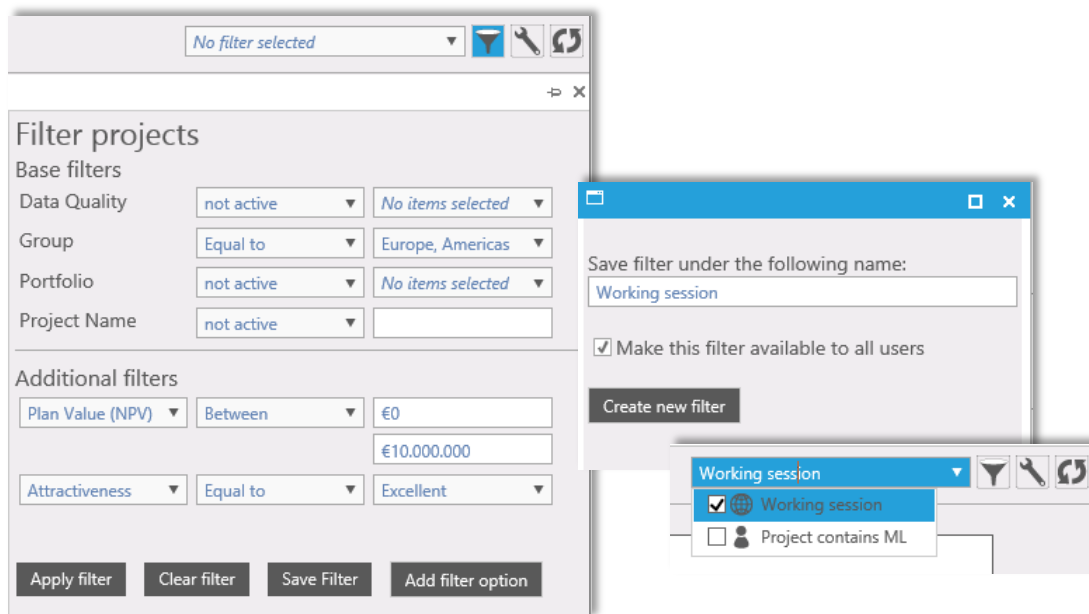 No filter selected
Filter projects
Base filters
Data Quality not active No items selected
Group Equal to Europe, Americas
Portfolio not active No items selected
Project Name not active
Additional filters
Plan Value (NPV) Between €0
€10.000.000
Attractiveness Equal to Excellent
Apply filter Clear filter Save Filter Add filter option
Save filter under the following name:
Working session
Make this filter available to all users
Create new filter
Working session
Working session
Project contains ML